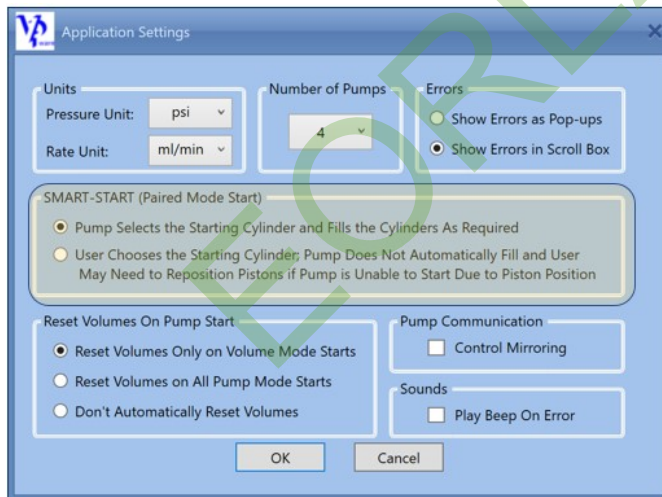 VP
Application Settings
Units
Pressure Unit:
psi
Rate Unit:
ml/min
Number of Pumps
4
Errors
Show Errors as Pop-ups
Show Errors in Scroll Box
SMART-START (Paired Mode Start)
Pump Selects the Starting Cylinder and Fills the Cylinders As Required
User Chooses the Starting Cylinder; Pump Does Not Automatically Fill and User
May Need to Reposition Pistons if Pump is Unable to Start Due to Piston Position
Reset Volumes On Pump Start
Reset Volumes Only on Volume Mode Starts
Reset Volumes on All Pump Mode Starts
Don't Automatically Reset Volumes
Pump Communication
Control Mirroring
Sounds
Play Beep On Error
OK
Cancel